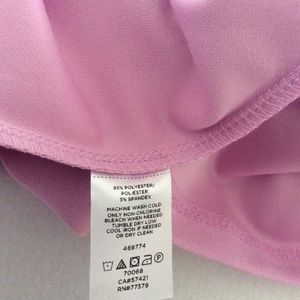 95% POLYESTER/
POLIÉSTER
5% SPANDEX
MACHINE WASH COLD
ONLY NON-CHLORINE
BLEACH WHEN NEEDED
TUMBLE DRY LOW
COOL IRON IF NEEDED
OR DRY CLEAN
469774
70068
CA#57421
RN#77379